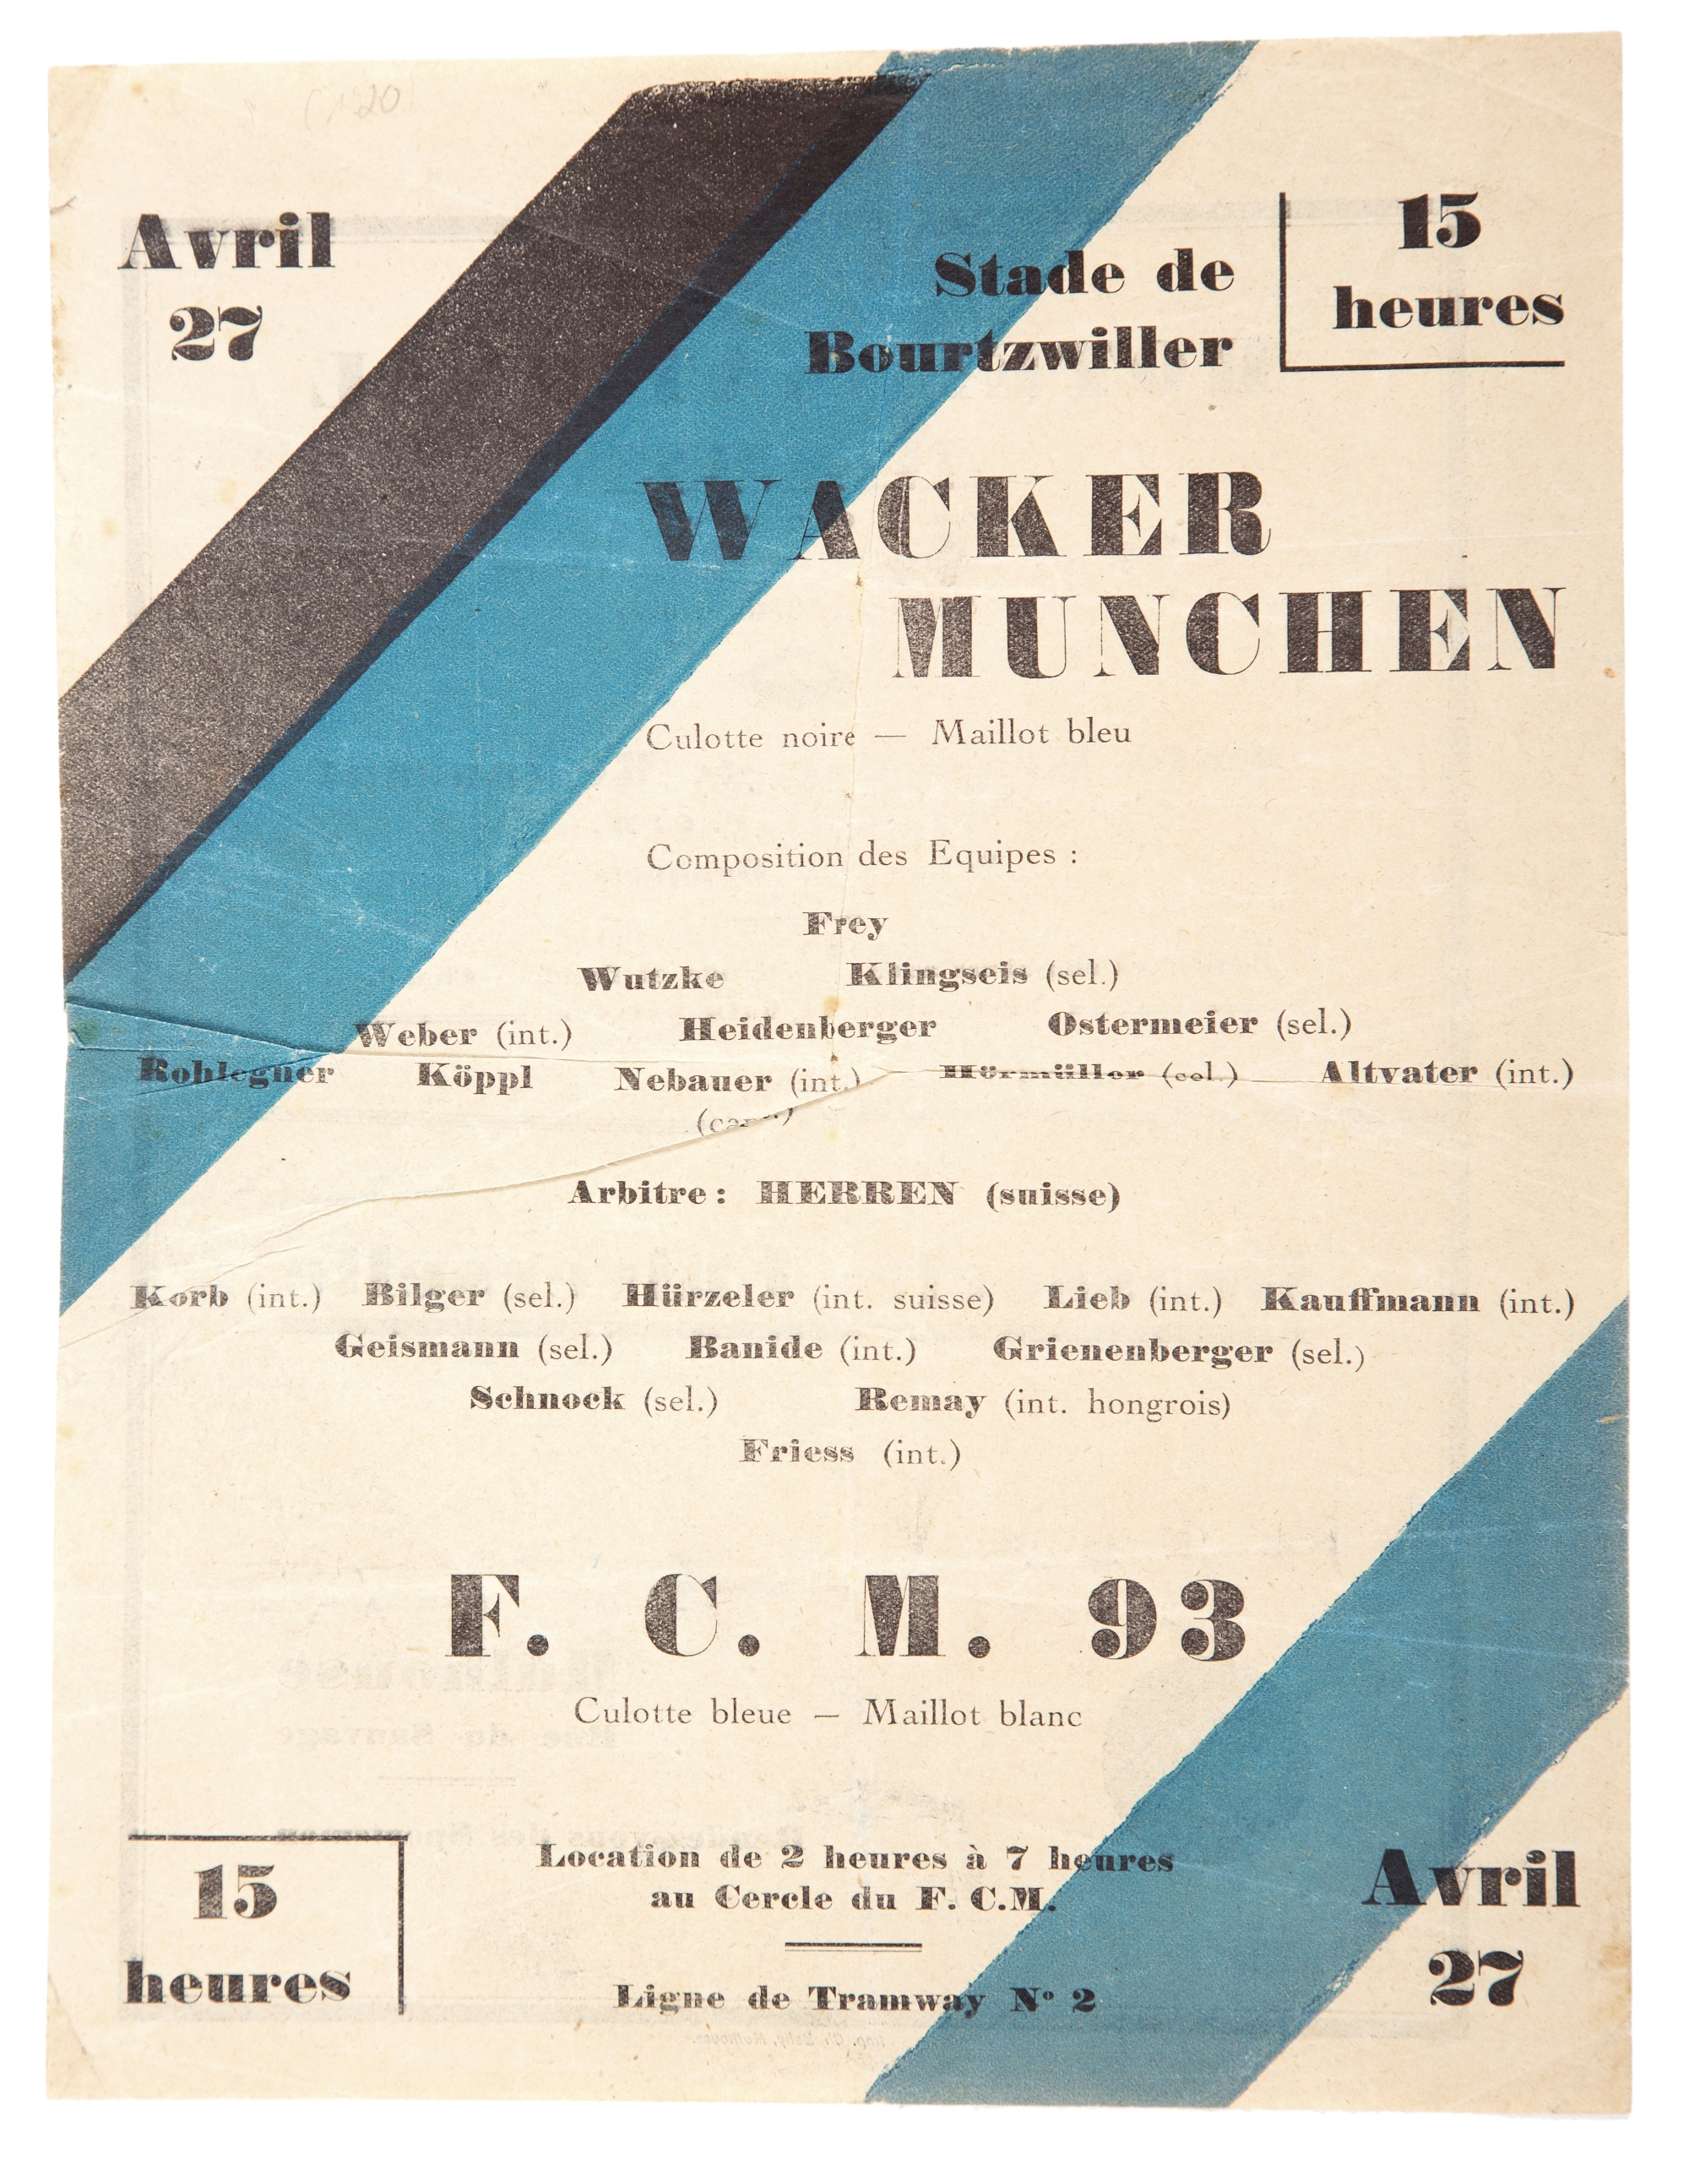 Avril
27
Stade de
Bourtzwiller
15
heures
WACKER
MUNCHEN
Culotte noire — Maillot bleu
Composition des Equipes :
Frey
Wutzke Klingseis (sel.)
Weber (int.) Heidenberger Ostermeier (sel.)
Rohlegner Köppl Nebauer (int.) Hörmüller (sel.) Altvater (int.)
Arbitre : HERREN (suisse)
Korb (int.) Bilger (sel.) Hürzeler (int. suisse) Lieb (int.) Kauffmann (int.)
Geismann (sel.) Banide (int.) Grienenberger (sel.)
Schnock (sel.) Remay (int. hongrois)
Friess (int.)
F. C. M. 93
Culotte bleue — Maillot blanc
15
heures
Location de 2 heures à 7 heures
au Cercle du F. C.M.
Ligne de Tramway Nº 2
Avril
27